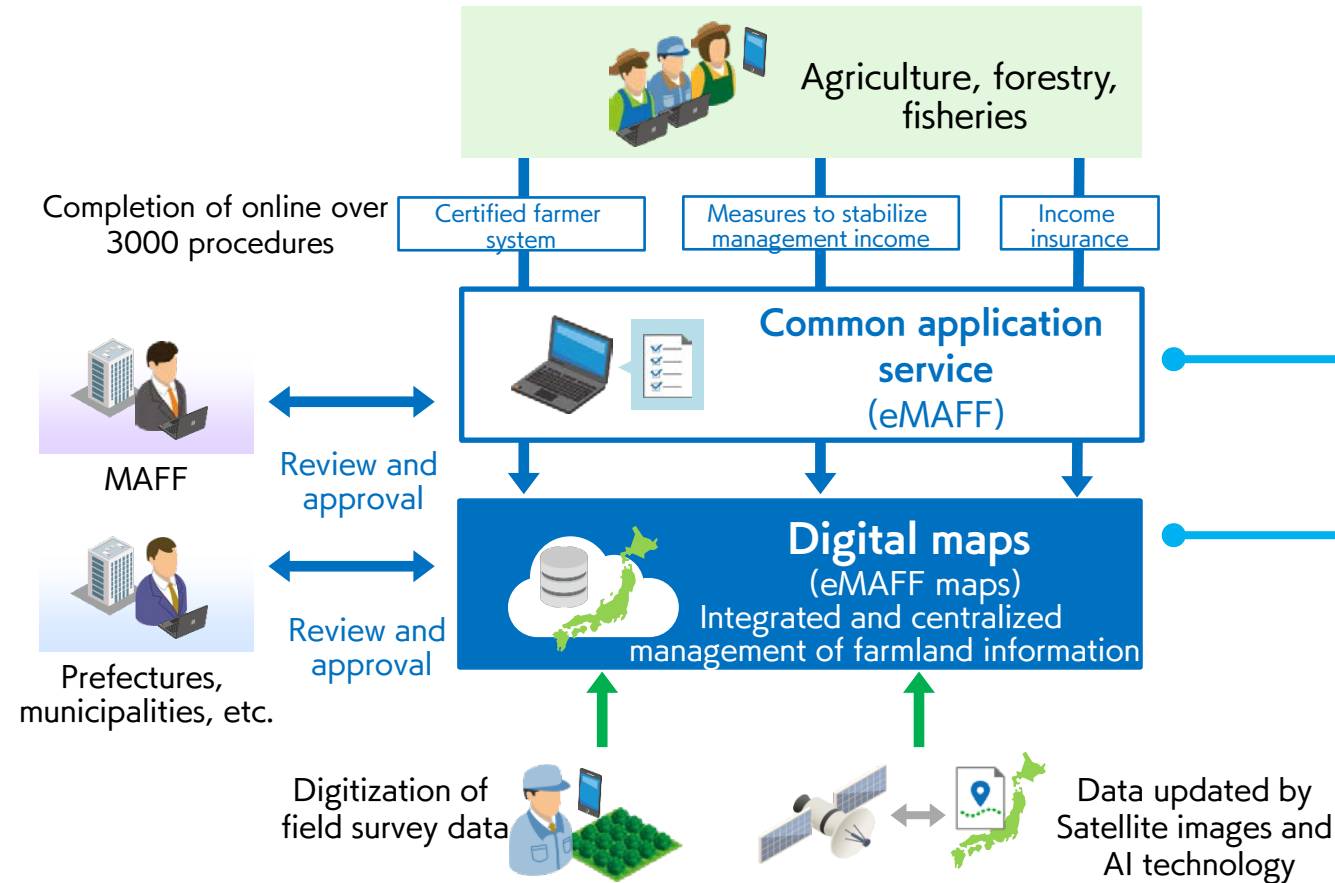 Agriculture, forestry,
fisheries
Completion of online over
3000 procedures
Certified farmer
system
Measures to stabilize
management income
Income
insurance
Common application
service
(eMAFF)
MAFF
Review and
approval
Digital maps
(eMAFF maps)
Integrated and centralized
management of farmland information
Review and
approval
Prefectures,
municipalities, etc.
Digitization of
field survey data
Data updated by
Satellite images and
AI technology